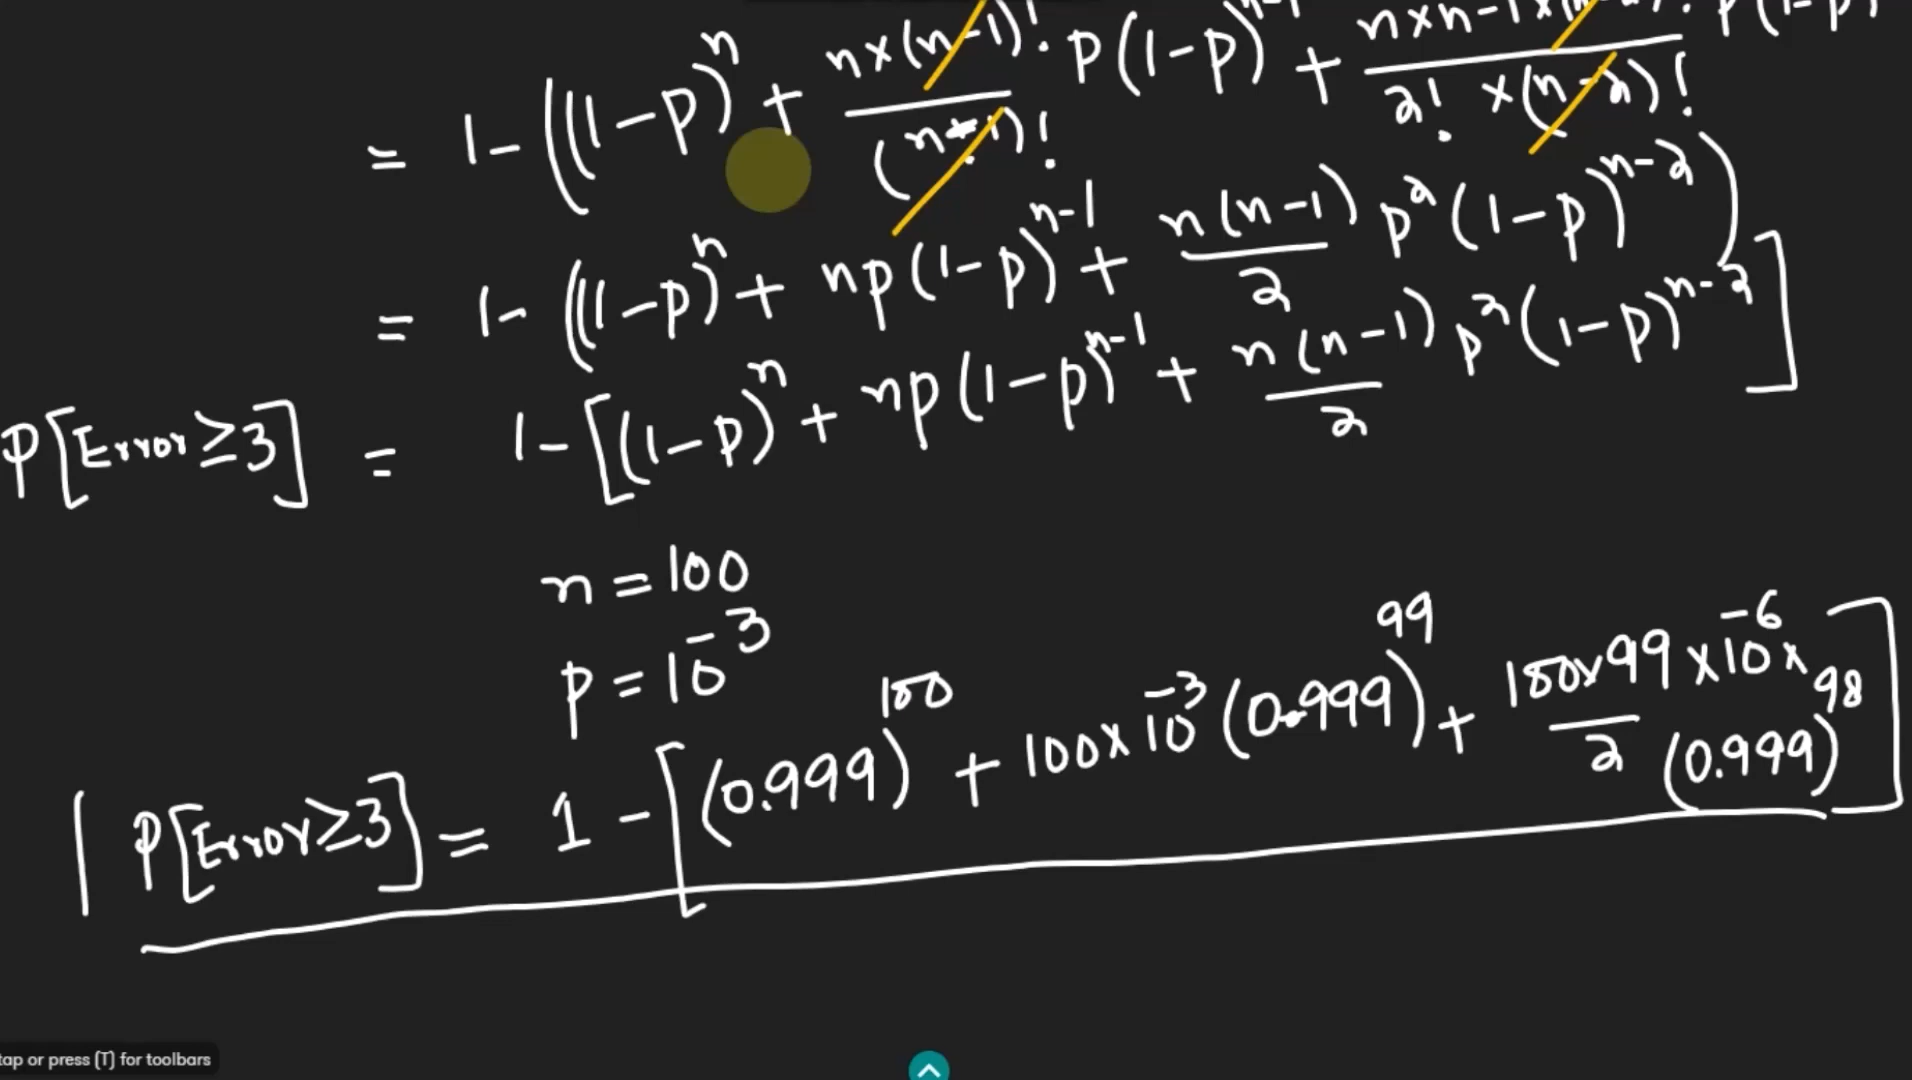 = 1-((1-p)^n + n×(n-1)!/(n-1)! p(1-p)^n-1 + n×n-1×(n-2)!/2!×(n-2)! p(1-p)
= 1-((1-p)^n + np(1-p)^n-1 + n(n-1)/2 p^2(1-p)^n-2)
P[Error≥3] = 1-[(1-p)^n + np(1-p)^n-1 + n(n-1)/2 p^2(1-p)^n-2]
n = 100
p = 10^-3
P[Error≥3] = 1-[(0.999)^100 + 100×10^-3(0.999)^99 + 100×99/2×10^-6×(0.999)^98]
tap or press (T) for toolbars